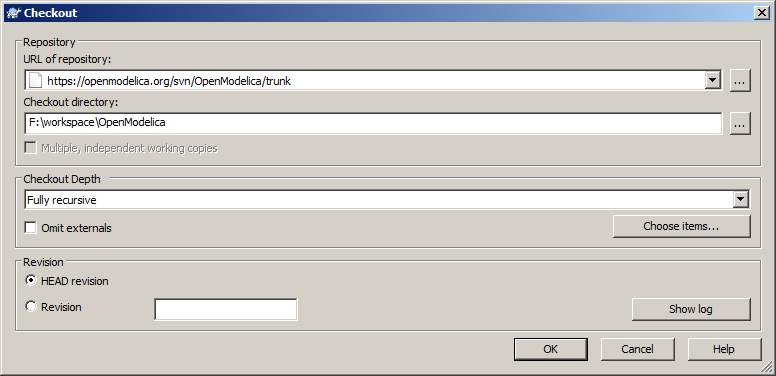 Checkout
Repository
URL of repository:
https://openmodelica.org/svn/OpenModelica/trunk
...
Checkout directory:
F:\workspace\OpenModelica
...
Multiple, independent working copies
Checkout Depth
Fully recursive
Omit externals
Choose items...
Revision
HEAD revision
Revision
Show log
OK Cancel Help